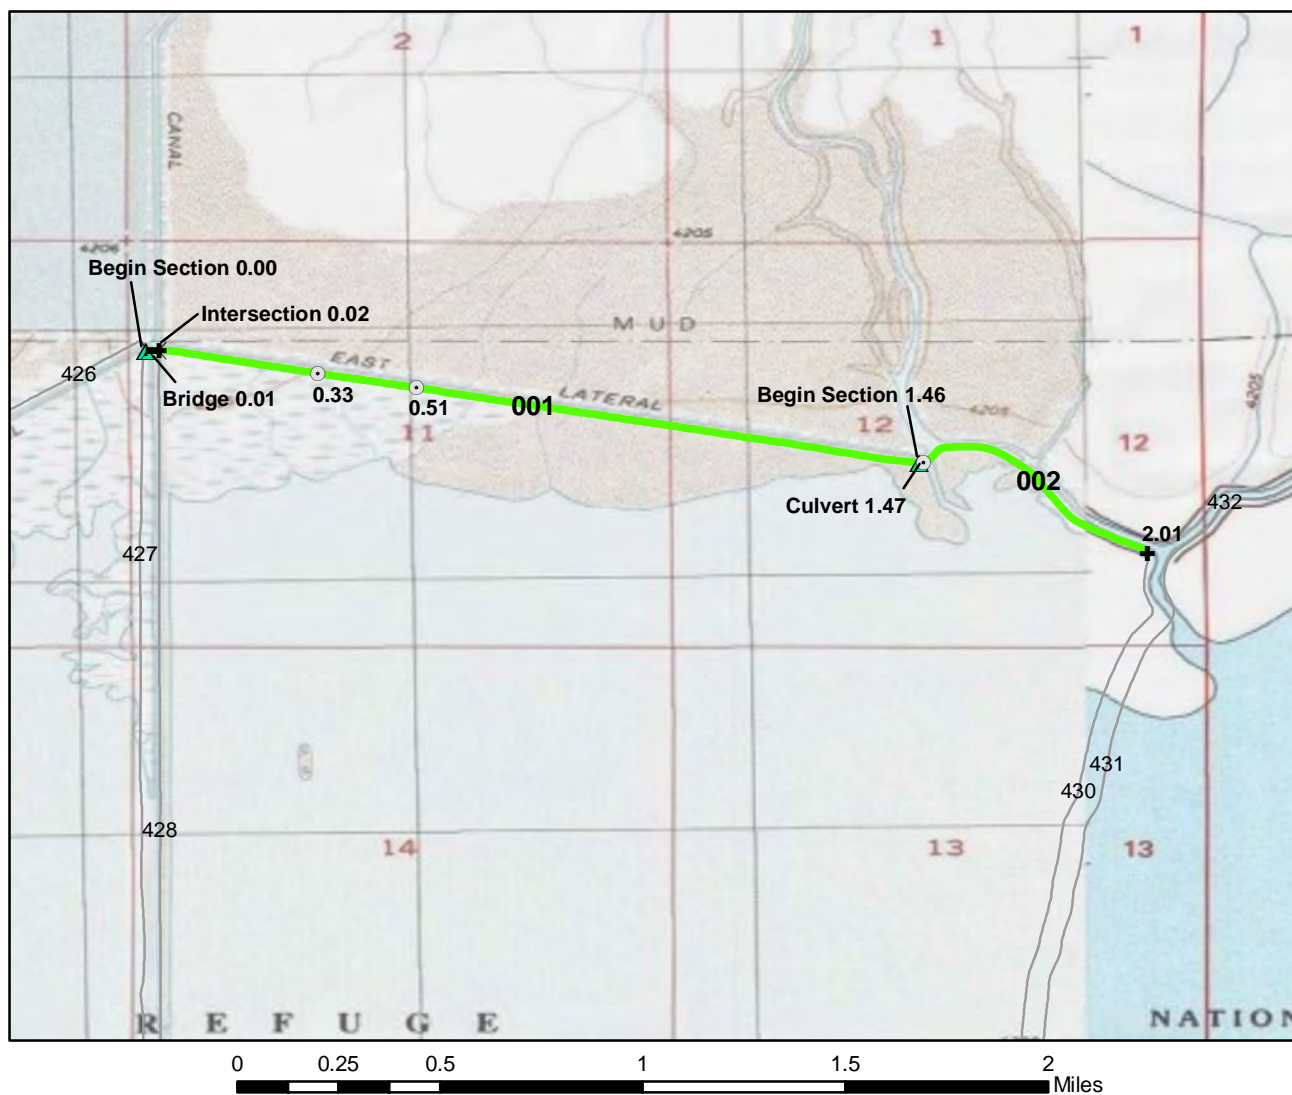 2
1
1
CANAL
4206
4205
Begin Section 0.00
Intersection 0.02
MUD
EAST
426
Bridge 0.01
0.33
0.51
001
LATERAL
Begin Section 1.46
4205
4205
11
12
12
002
Culvert 1.47
432
2.01
427
431
430
428
14
13
13
REFUGE
NATION
0 0.25 0.5 1 1.5 2
Miles